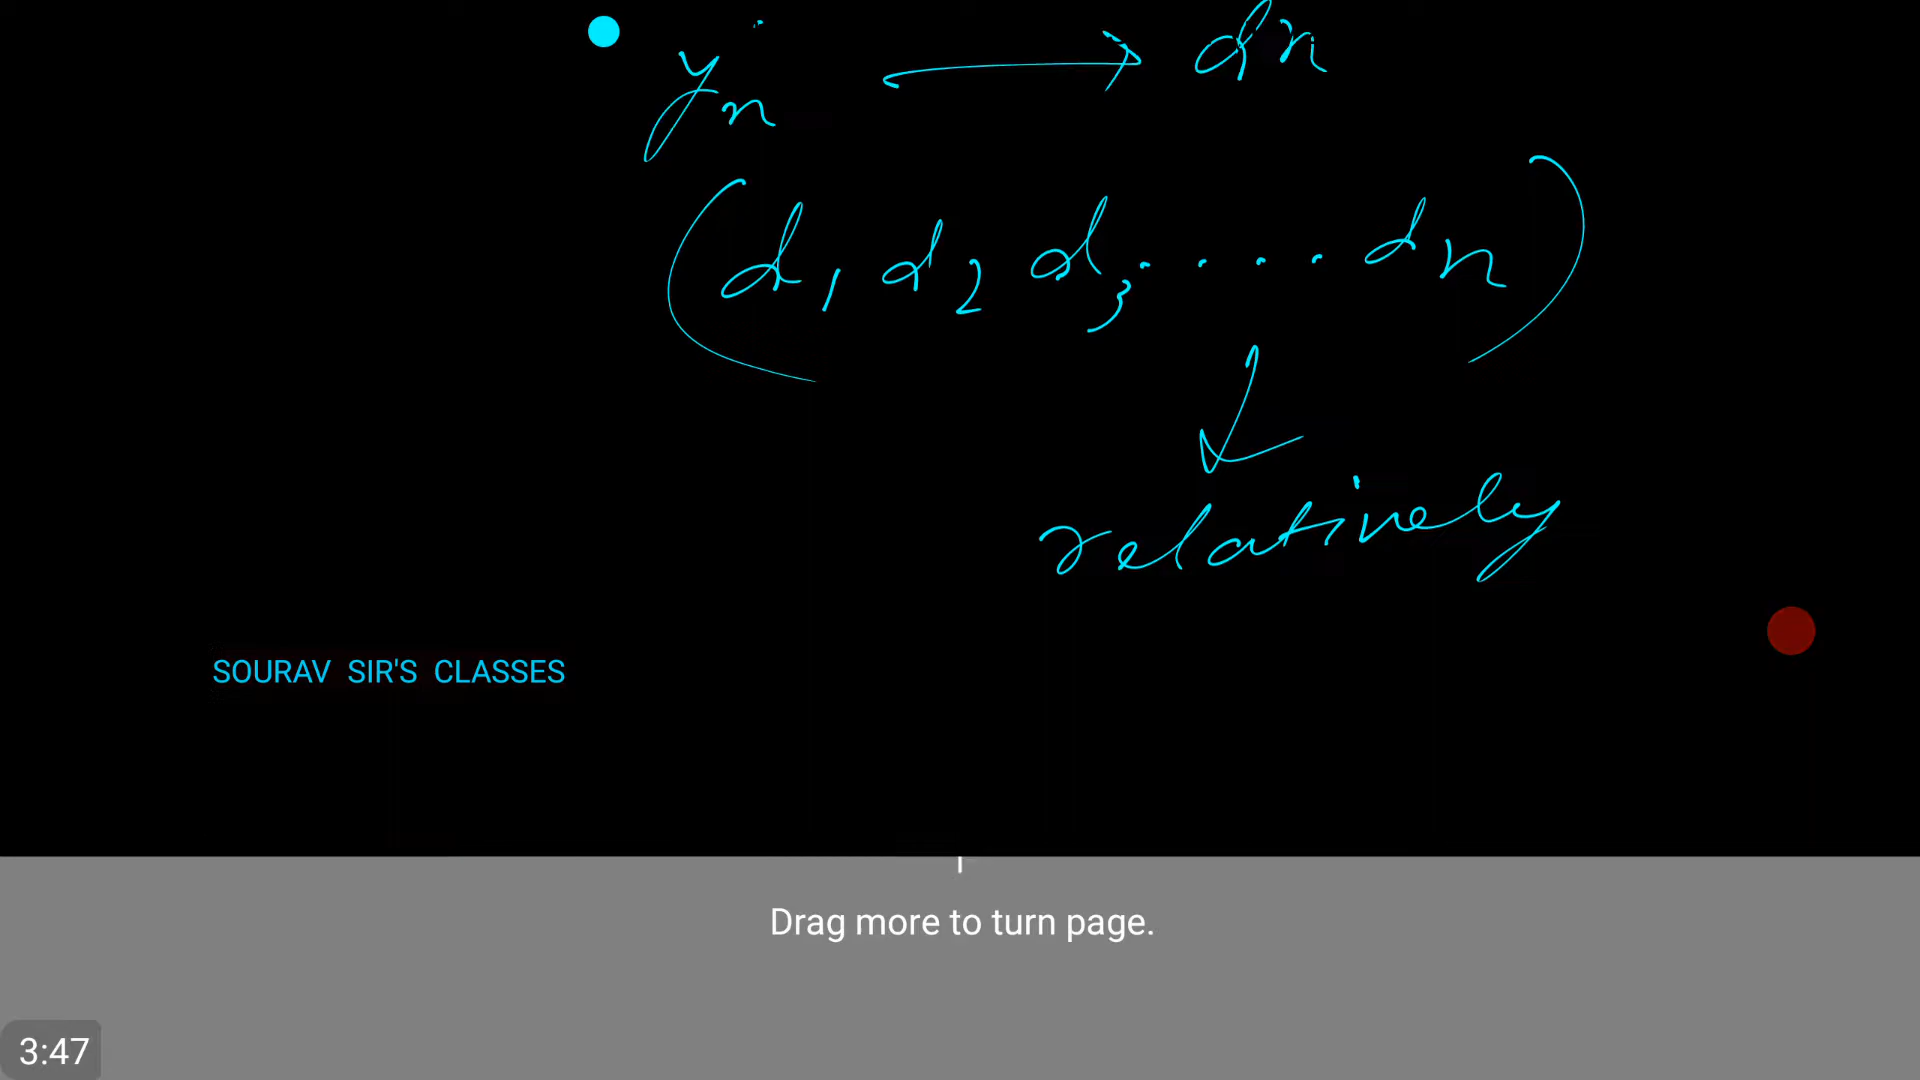 yn → dn
(d1 d2 d3 .... dn)
↓
relatively
SOURAV SIR'S CLASSES
Drag more to turn page.
3:47